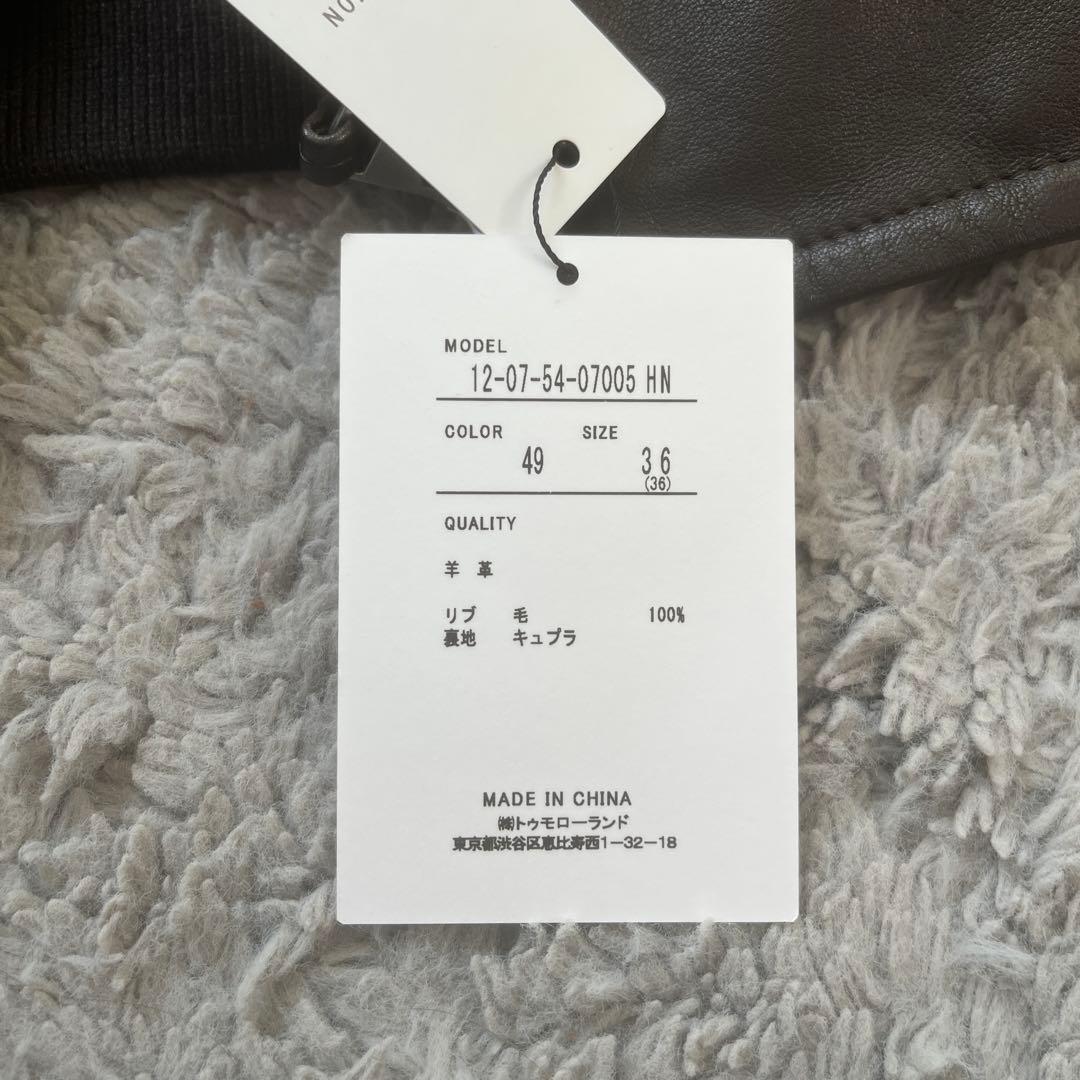 NO
MODEL
12-07-54-07005 HN
COLOR SIZE
49 36
(36)
QUALITY
羊 革
リブ 毛 100%
裏地 キュプラ
MADE IN CHINA
㈱トゥモローランド
東京都渋谷区恵比寿西1-32-18